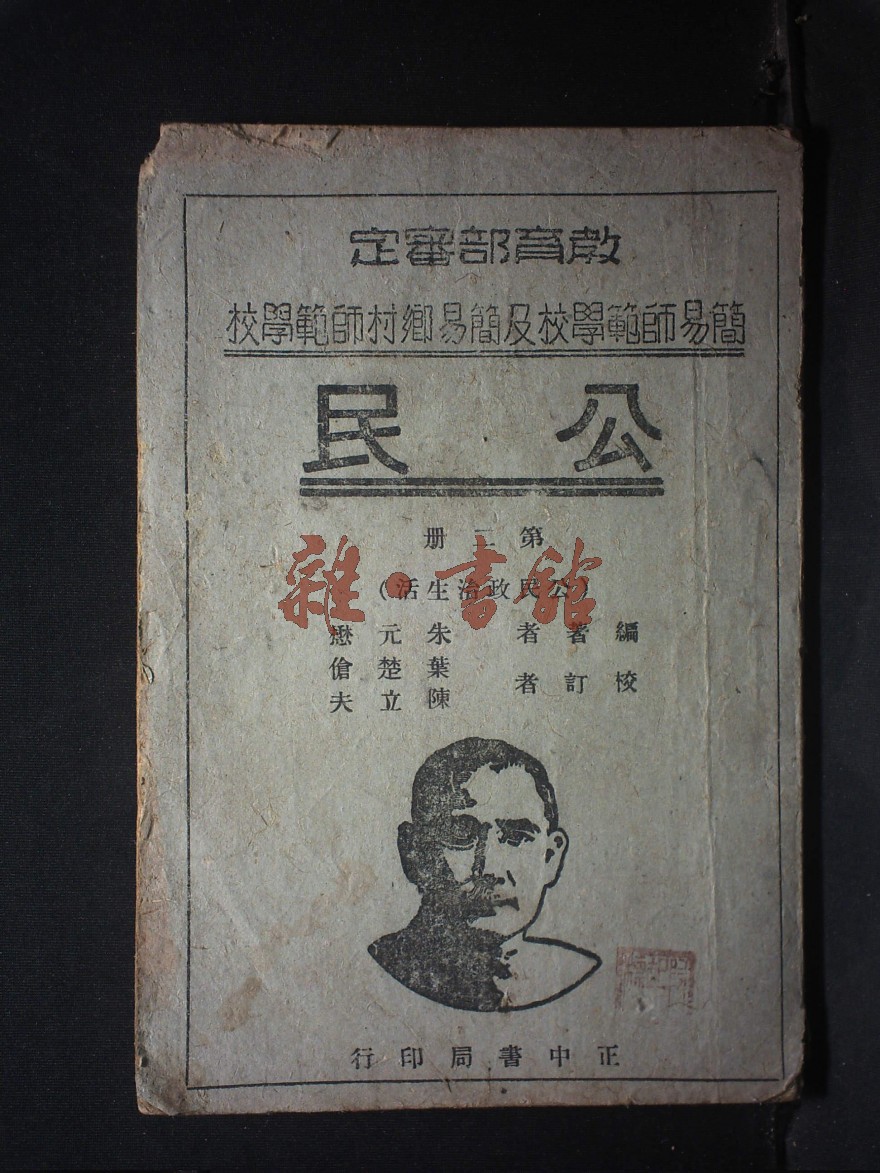 敎育部審定
簡易師範學校及簡易鄉村師範學校
公民
第二册
(公民政治生活)
編著者 朱元懋
校訂者 葉楚傖
陳立夫
雜·書館
正中書局印行